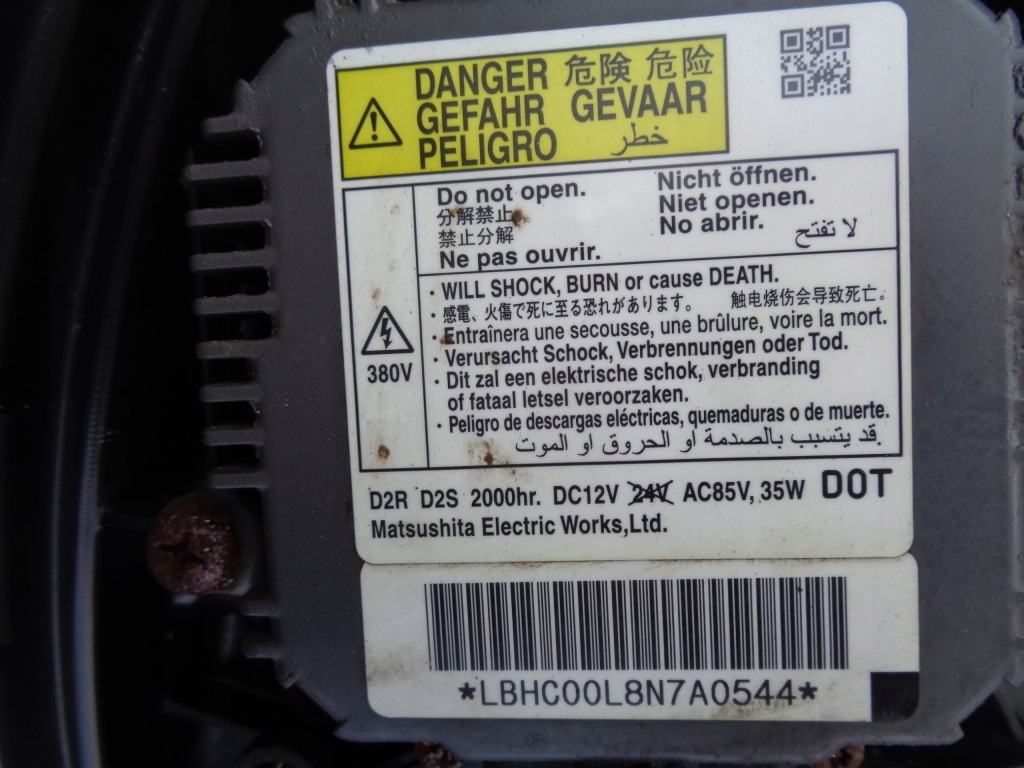 DANGER 危険 危险
GEFAHR GEVAAR
PELIGRO خطر
Do not open. Nicht öffnen.
分解禁止 Niet openen.
禁止分解 No abrir. لا تفتح
Ne pas ouvrir.
· WILL SHOCK, BURN or cause DEATH.
· 感電、火傷で死に至る恐れがあります。 触电烧伤会导致死亡。
· Entraînera une secousse, une brûlure, voire la mort.
· Verursacht Schock, Verbrennungen oder Tod.
380V
· Dit zal een elektrische schok, verbranding
of fataal letsel veroorzaken.
· Peligro de descargas eléctricas, quemaduras o de muerte.
قد يتسبب بالصدمة او الحروق او الموت.
D2R D2S 2000hr. DC12V 24V AC85V, 35W DOT
Matsushita Electric Works,Ltd.
*LBHC00L8N7A0544*